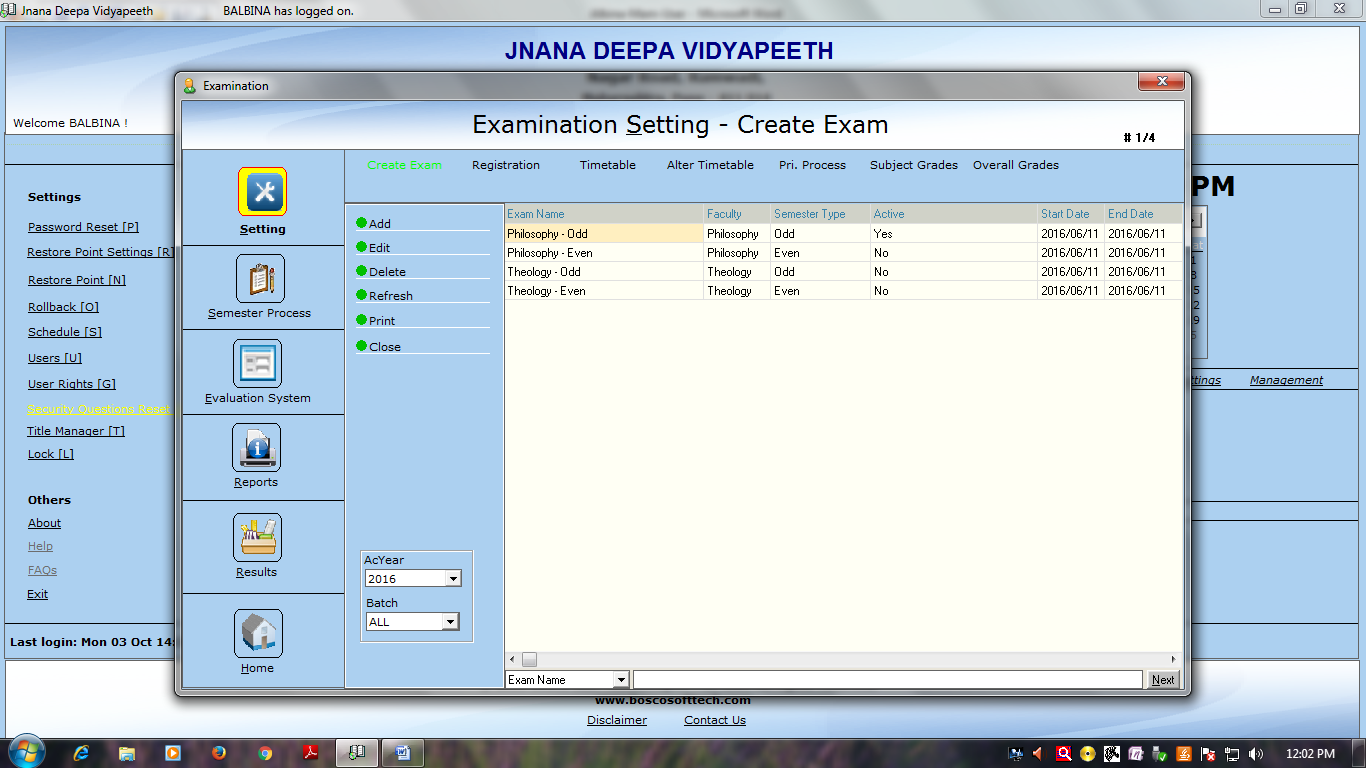 Jnana Deepa Vidyapeeth BALBINA has logged on.
JNANA DEEPA VIDYAPEETH
Welcome BALBINA !
Examination
Examination Setting - Create Exam
# 1/4
Create Exam Registration Timetable Alter Timetable Pri. Process Subject Grades Overall Grades
PM
Settings
Password Reset [P]
Restore Point Settings [R]
Restore Point [N]
Rollback [O]
Schedule [S]
Users [U]
User Rights [G]
Security Questions Reset
Title Manager [T]
Lock [L]
Others
About
Help
FAQs
Exit
Last login: Mon 03 Oct 14:
Setting
Semester Process
Evaluation System
Reports
Results
Home
Add
Edit
Delete
Refresh
Print
Close
AcYear
2016
Batch
ALL
Exam Name Faculty Semester Type Active Start Date End Date
Philosophy - Odd Philosophy Odd Yes 2016/06/11 2016/06/11
Philosophy - Even Philosophy Even No 2016/06/11 2016/06/11
Theology - Odd Theology Odd No 2016/06/11 2016/06/11
Theology - Even Theology Even No 2016/06/11 2016/06/11
Exam Name Next
ttings Management
www.boscosofttech.com
Disclaimer Contact Us
12:02 PM